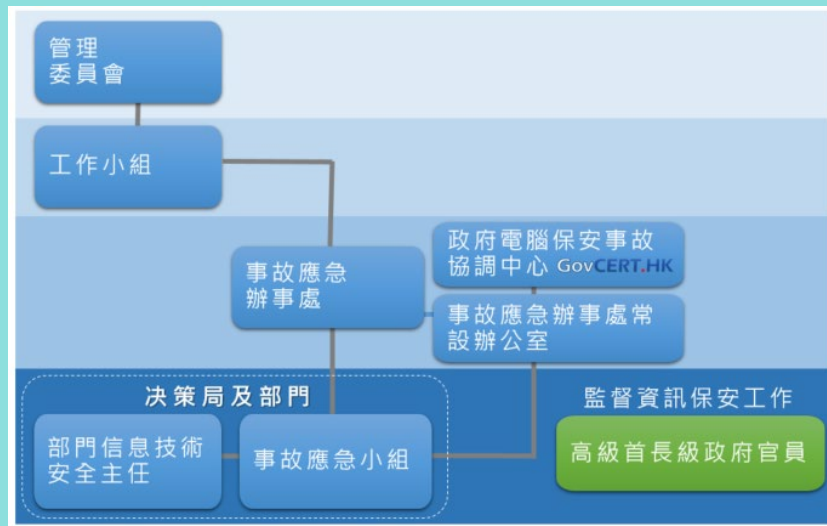 管理
委員會
工作小組
事故應急
辦事處
政府電腦保安事故
協調中心 GovCERT.HK
事故應急辦事處常
設辦公室
决策局及部門
部門信息技術
安全主任
事故應急小組
監督資訊保安工作
高級首長級政府官員